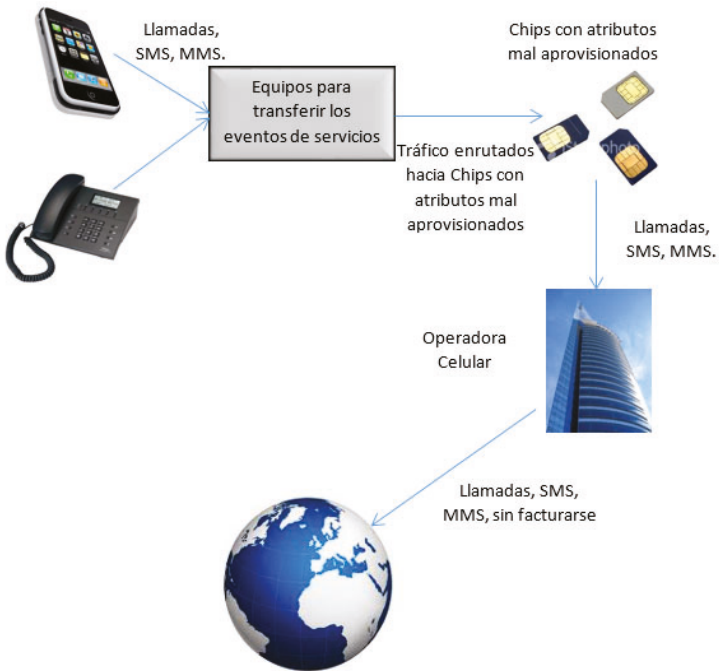 Llamadas,
SMS, MMS.
Equipos para
transferir los
eventos de servicios
Chips con atributos
mal aprovisionados
Tráfico enrutados
hacia Chips con
atributos mal
aprovisionados
Llamadas,
SMS, MMS.
Operadora
Celular
Llamadas, SMS,
MMS, sin facturarse